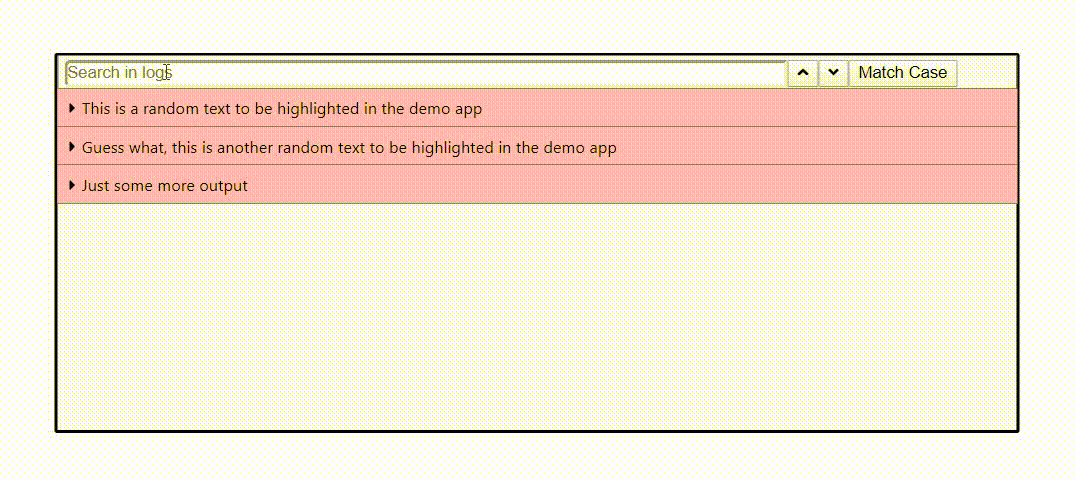 Search in logs Match Case
This is a random text to be highlighted in the demo app
Guess what, this is another random text to be highlighted in the demo app
Just some more output